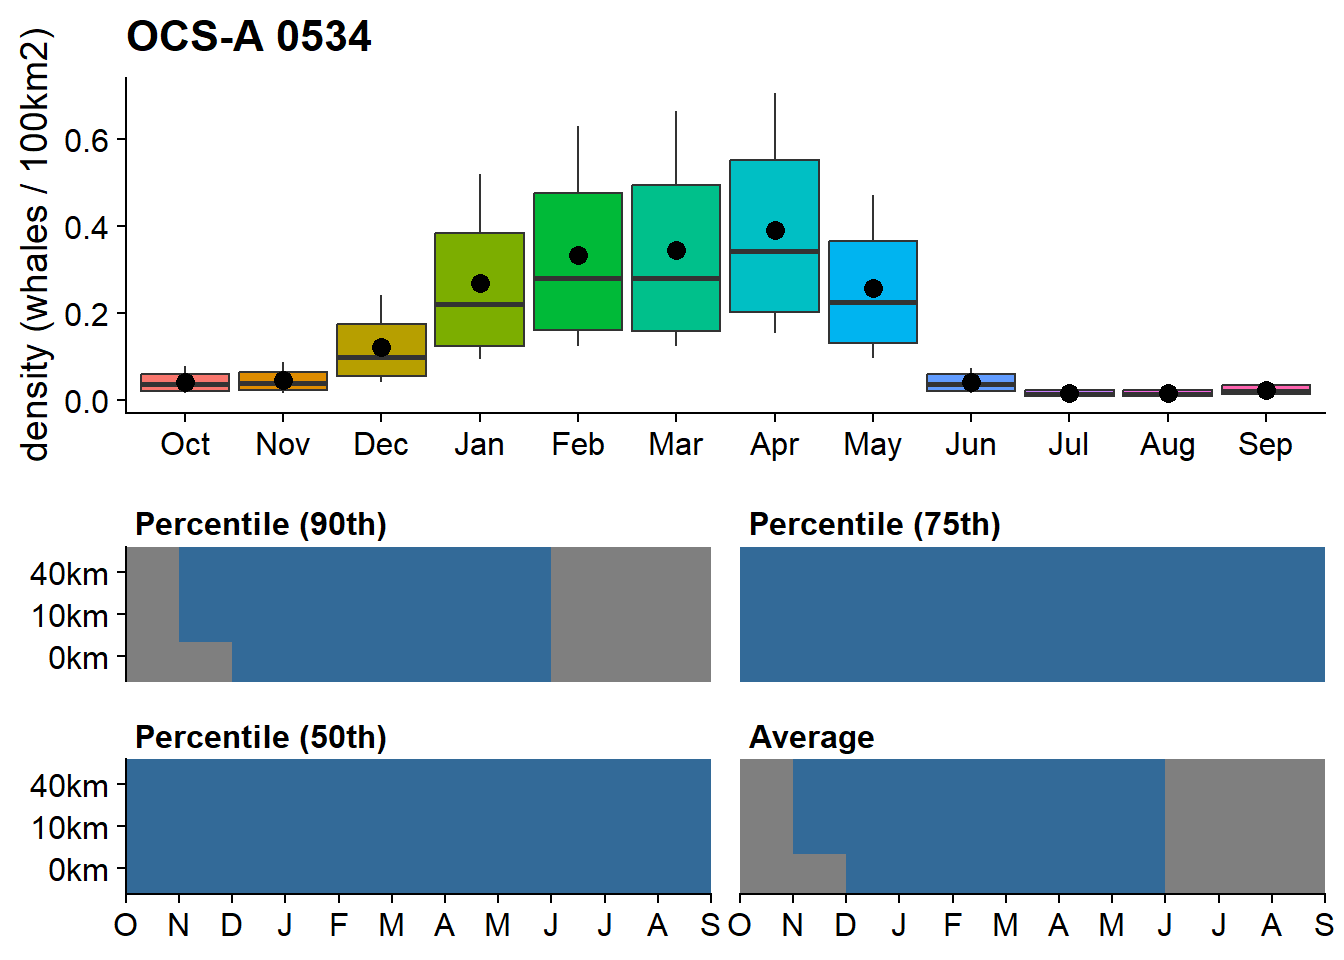 OCS-A 0534
density (whales / 100km2)
0.6
0.4
0.2
0.0
Oct Nov Dec Jan Feb Mar Apr May Jun Jul Aug Sep
Percentile (90th) Percentile (75th)
40km
10km
0km
Percentile (50th) Average
40km
10km
0km
O N D J F M A M J J A S O N D J F M A M J J A S